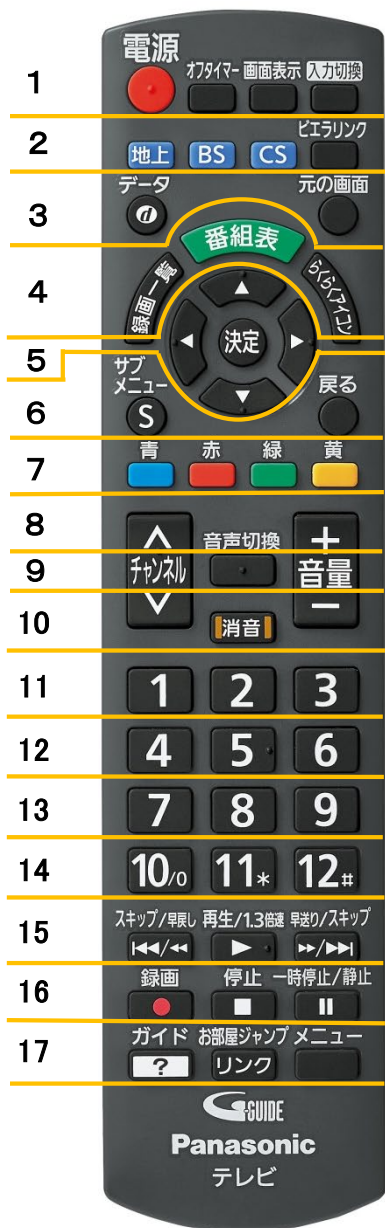 電源
1 オフタイマー 画面表示 入力切換
2 ビエラリンク
地上 BS CS
データ 元の画面
3 d
番組表
4 録画一覧 らくらくアイコン
▲
5 ◀ 決定 ▶
サブ
メニュー 戻る
6 S ▼
青 赤 緑 黄
7
8 ∧ 音声切換 +
9 チャンネル 音量
∨ −
10 消音
11 1 2 3
12 4 5 6
13 7 8 9
14 10/0 11* 12#
スキップ/早戻し 再生/1.3倍速 早送り/スキップ
15 |◀◀/◀◀ ▶ ▶▶/▶▶|
録画 停止 一時停止/静止
16 ● ■ ⏸
ガイド お部屋ジャンプ メニュー
17 ? リンク
G-GUIDE
Panasonic
テレビ